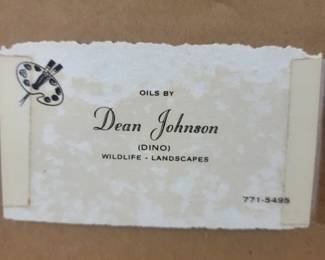 OILS BY
Dean Johnson
(DINO)
WILDLIFE - LANDSCAPES
771-5495